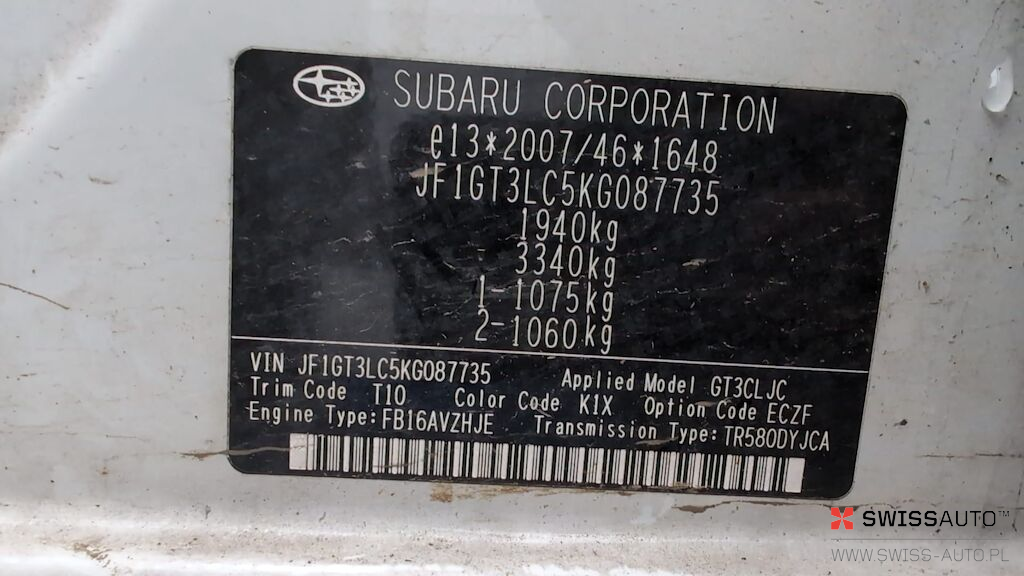 SUBARU CORPORATION
e13*2007/46*1648
JF1GT3LC5KG087735
1940kg
- 3340kg
1- 1075kg
2- 1060kg
VIN JF1GT3LC5KG087735 Applied Model GT3CLJC
Trim Code T10 Color Code K1X Option Code ECZF
Engine Type:FB16AVZHJE Transmission Type:TR580DYJCA
SWISSAUTO™
WWW.SWISS-AUTO.PL